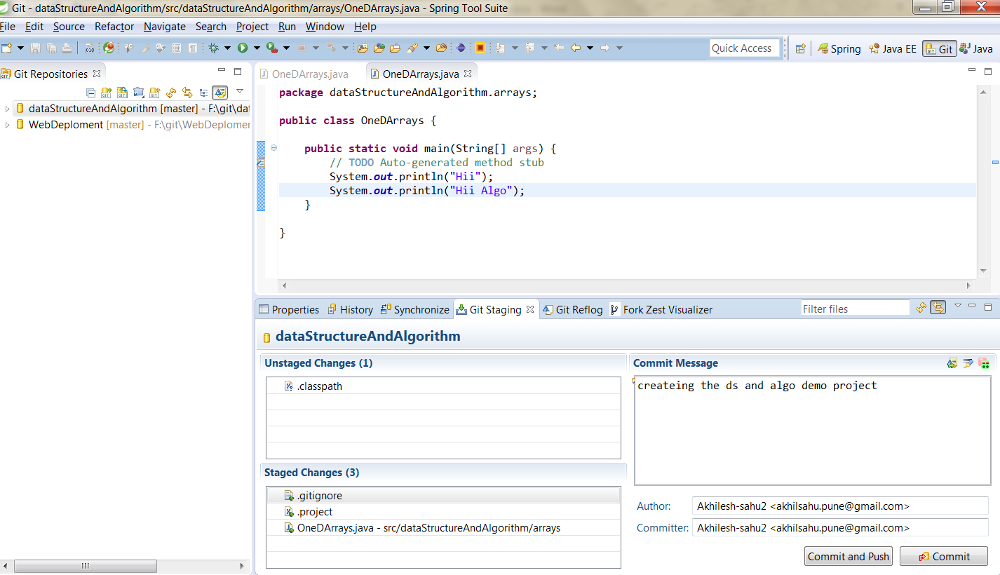 Git - dataStructureAndAlgorithm/src/dataStructureAndAlgorithm/arrays/OneDArrays.java - Spring Tool Suite
File Edit Source Refactor Navigate Search Project Run Window Help
Quick Access Spring Java EE Git Java
Git Repositories
dataStructureAndAlgorithm [master] - F:\git\dat
WebDeploment [master] - F:\git\WebDeplomen
OneDArrays.java OneDArrays.java
package dataStructureAndAlgorithm.arrays;
public class OneDArrays {
public static void main(String[] args) {
// TODO Auto-generated method stub
System.out.println("Hii");
System.out.println("Hii Algo");
}
}
Properties History Synchronize Git Staging Git Reflog Fork Zest Visualizer Filter files
dataStructureAndAlgorithm
Unstaged Changes (1)
.classpath
Staged Changes (3)
.gitignore
.project
OneDArrays.java - src/dataStructureAndAlgorithm/arrays
Commit Message
createing the ds and algo demo project
Author: Akhilesh-sahu2 <akhilsahu.pune@gmail.com>
Committer: Akhilesh-sahu2 <akhilsahu.pune@gmail.com>
Commit and Push Commit